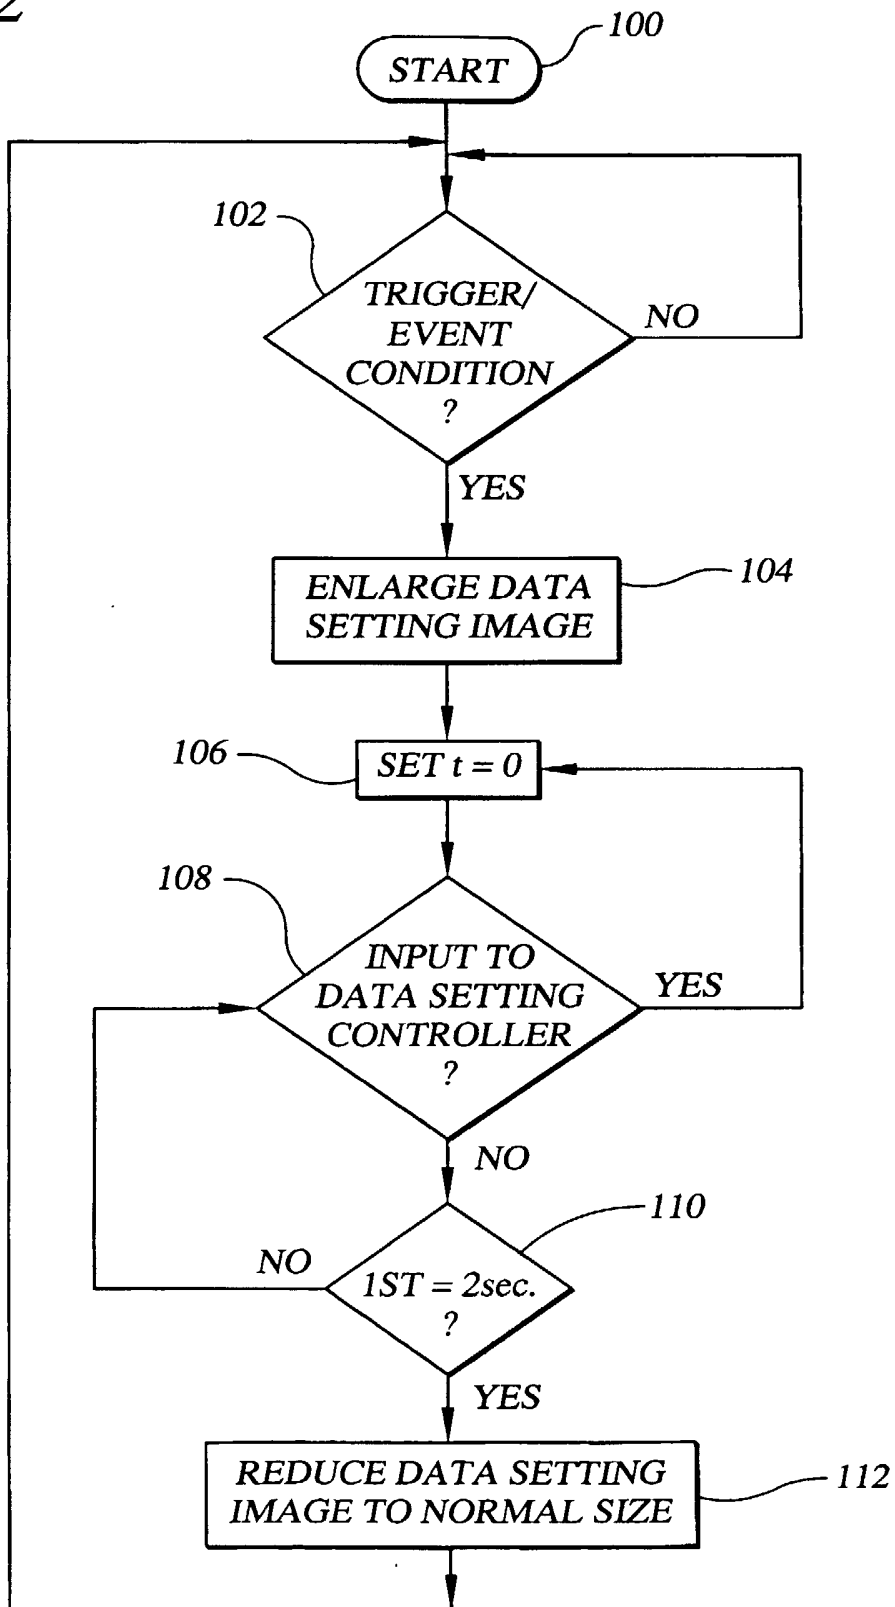 2
100
START
102
TRIGGER/
EVENT
CONDITION
?
NO
YES
ENLARGE DATA
SETTING IMAGE
104
106
SET t = 0
108
INPUT TO
DATA SETTING
CONTROLLER
?
YES
NO
110
NO
1ST = 2sec.
?
YES
REDUCE DATA SETTING
IMAGE TO NORMAL SIZE
112